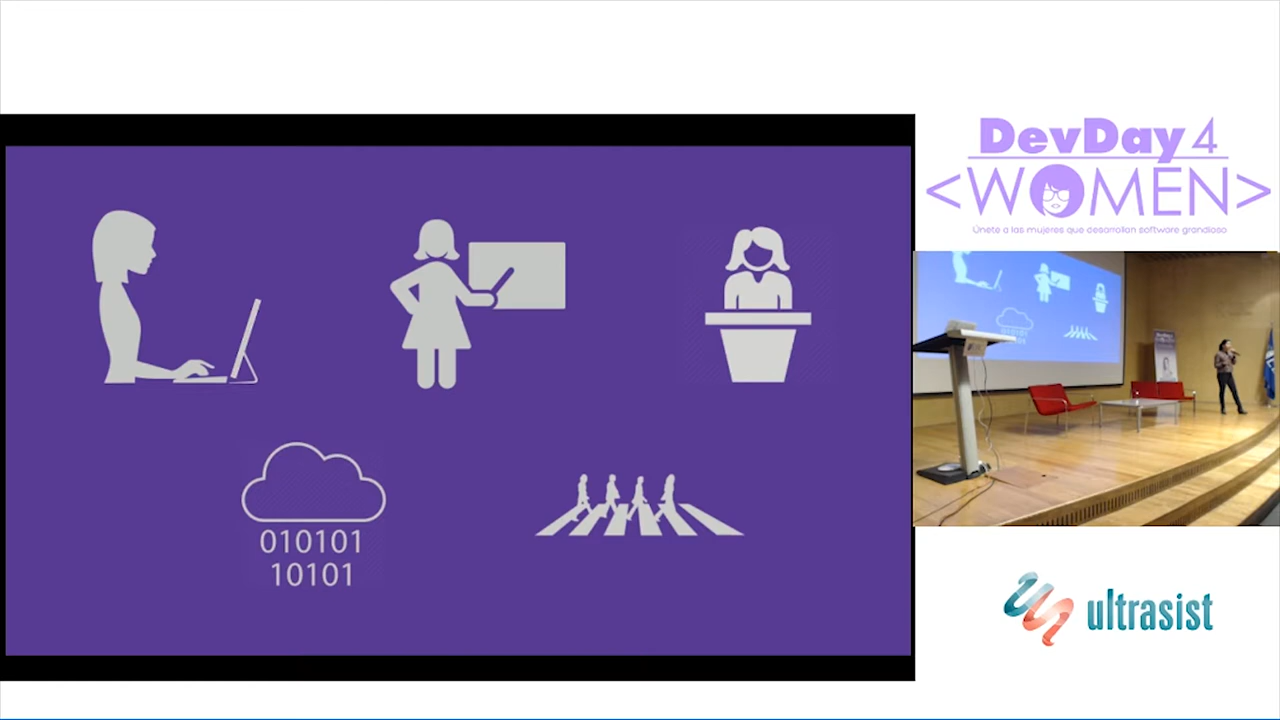 DevDay4
<WOMEN>
Únete a las mujeres que desarrollan software grandioso
010101
10101
ultrasist